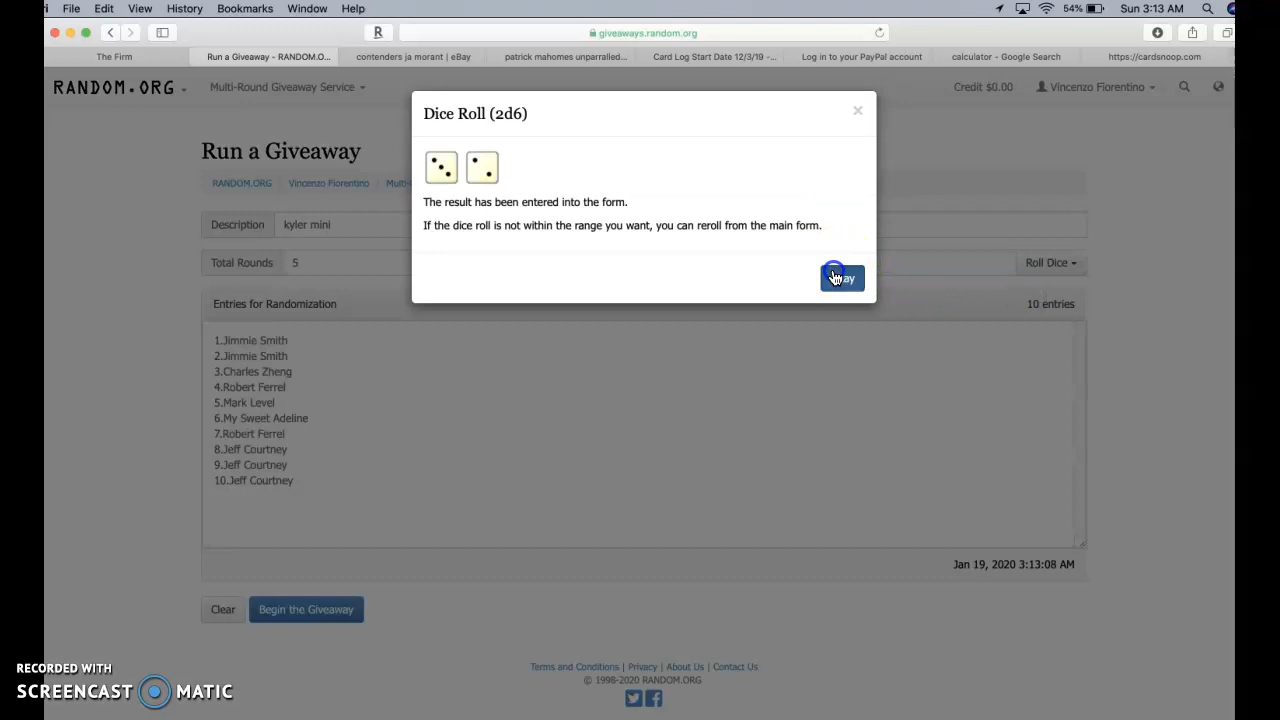 File Edit View History Bookmarks Window Help 54% Sun 3:13 AM
R giveaways.random.org
The Firm Run a Giveaway - RANDOM.O... contenders ja morant | eBay patrick mahomes unparralled... Card Log Start Date 12/3/19 -... Log in to your PayPal account calculator - Google Search https://cardsnoop.com
RANDOM.ORG Multi-Round Giveaway Service Credit $0.00 Vincenzo Fiorentino
Dice Roll (2d6) ×
The result has been entered into the form.
If the dice roll is not within the range you want, you can reroll from the main form.
Run a Giveaway
RANDOM.ORG Vincenzo Fiorentino
Description kyler mini
Total Rounds 5 Roll Dice
Entries for Randomization 10 entries
1.Jimmie Smith
2.Jimmie Smith
3.Charles Zheng
4.Robert Ferrel
5.Mark Level
6.My Sweet Adeline
7.Robert Ferrel
8.Jeff Courtney
9.Jeff Courtney
10.Jeff Courtney
Jan 19, 2020 3:13:08 AM
Clear Begin the Giveaway
Terms and Conditions | Privacy | About Us | Contact Us
© 1998-2020 RANDOM.ORG
RECORDED WITH
SCREENCAST MATIC